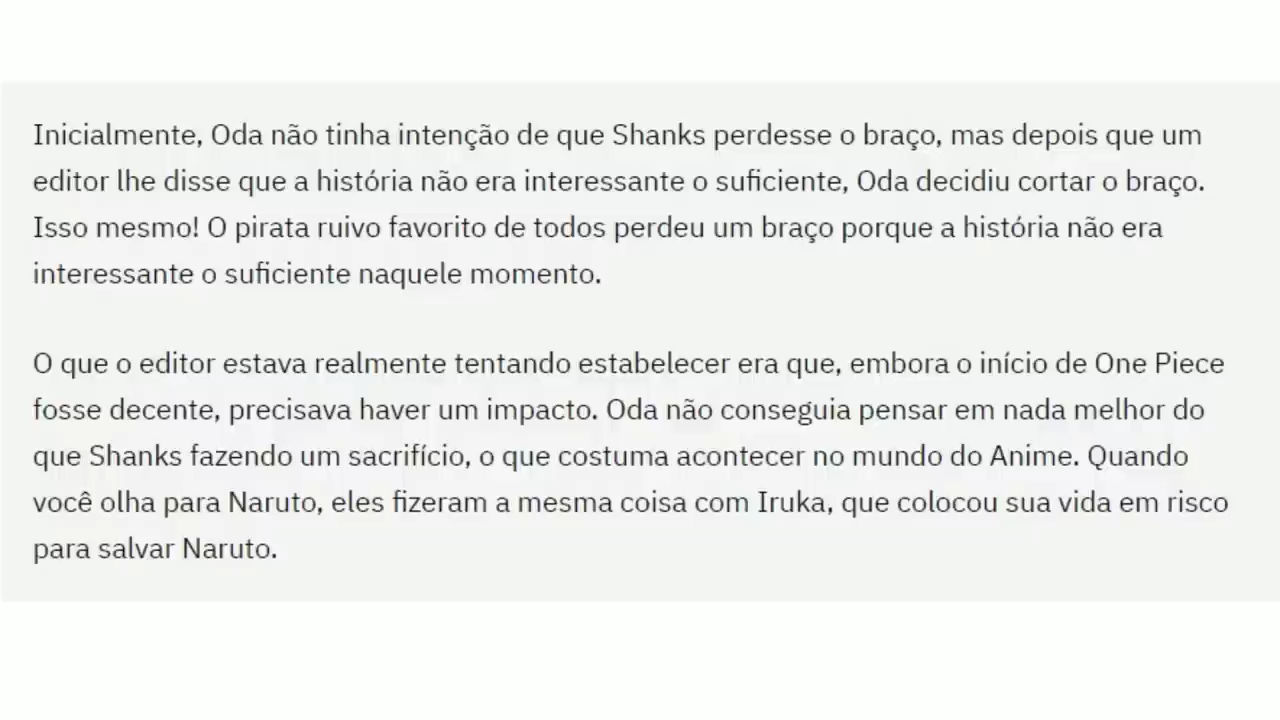 Inicialmente, Oda não tinha intenção de que Shanks perdesse o braço, mas depois que um
editor lhe disse que a história não era interessante o suficiente, Oda decidiu cortar o braço.
Isso mesmo! O pirata ruivo favorito de todos perdeu um braço porque a história não era
interessante o suficiente naquele momento.
O que o editor estava realmente tentando estabelecer era que, embora o início de One Piece
fosse decente, precisava haver um impacto. Oda não conseguia pensar em nada melhor do
que Shanks fazendo um sacrifício, o que costuma acontecer no mundo do Anime. Quando
você olha para Naruto, eles fizeram a mesma coisa com Iruka, que colocou sua vida em risco
para salvar Naruto.